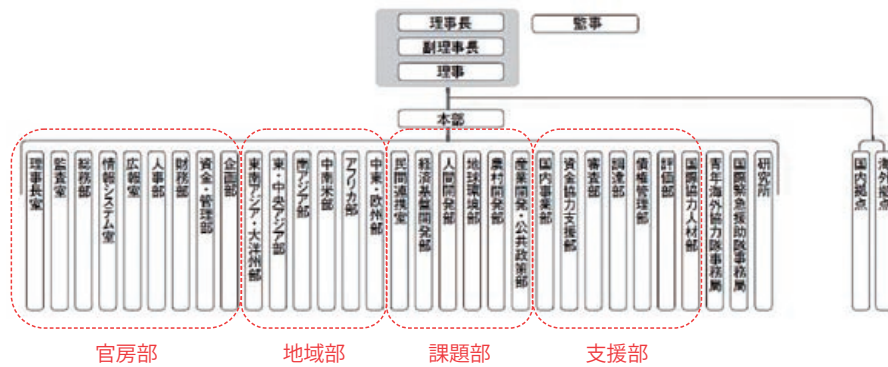 理事長
監事
副理事長
理事
本部
理事長室
監査室
総務部
情報システム室
広報室
人事部
財務部
資金・管理部
企画部
東南アジア・大洋州部
東・中央アジア部
南アジア部
中南米部
アフリカ部
中東・欧州部
民間連携室
経済基盤開発部
人間開発部
地球環境部
農村開発部
産業開発・公共政策部
国内事業部
資金協力支援部
審査部
調達部
債権管理部
評価部
国際協力人材部
青年海外協力隊事務局
国際緊急援助隊事務局
研究所
国内拠点
海外拠点
官房部
地域部
課題部
支援部